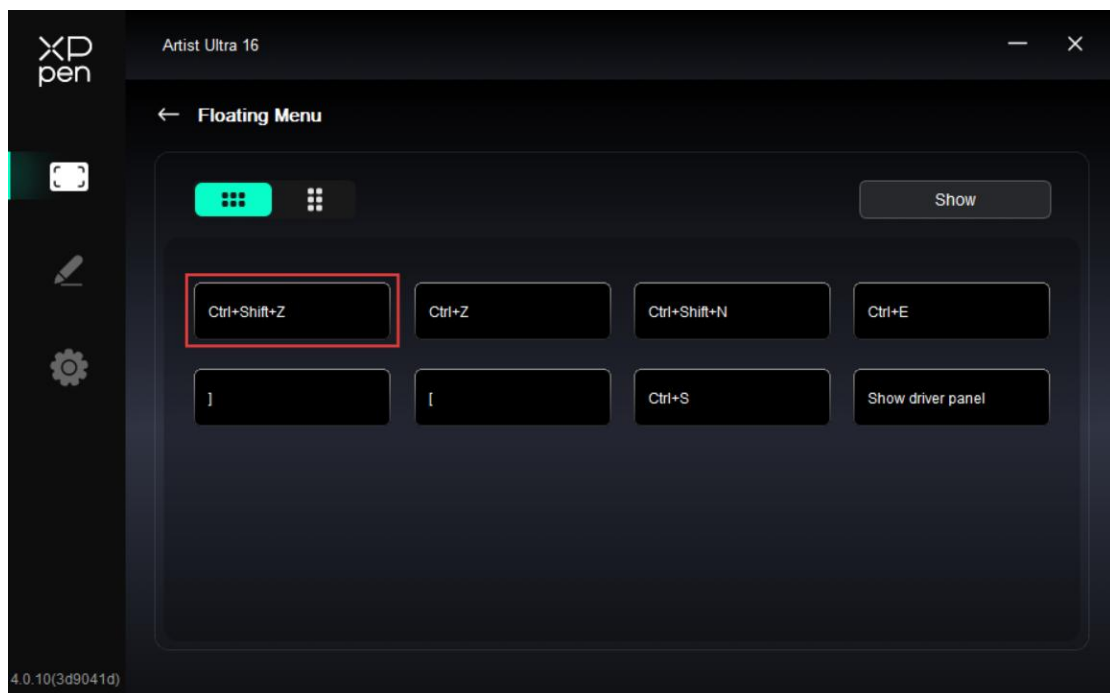 XP
pen
Artist Ultra 16
Floating Menu
Show
Ctrl+Shift+Z
Ctrl+Z
Ctrl+Shift+N
Ctrl+E
]
[
Ctrl+S
Show driver panel
4.0.10(3d9041d)